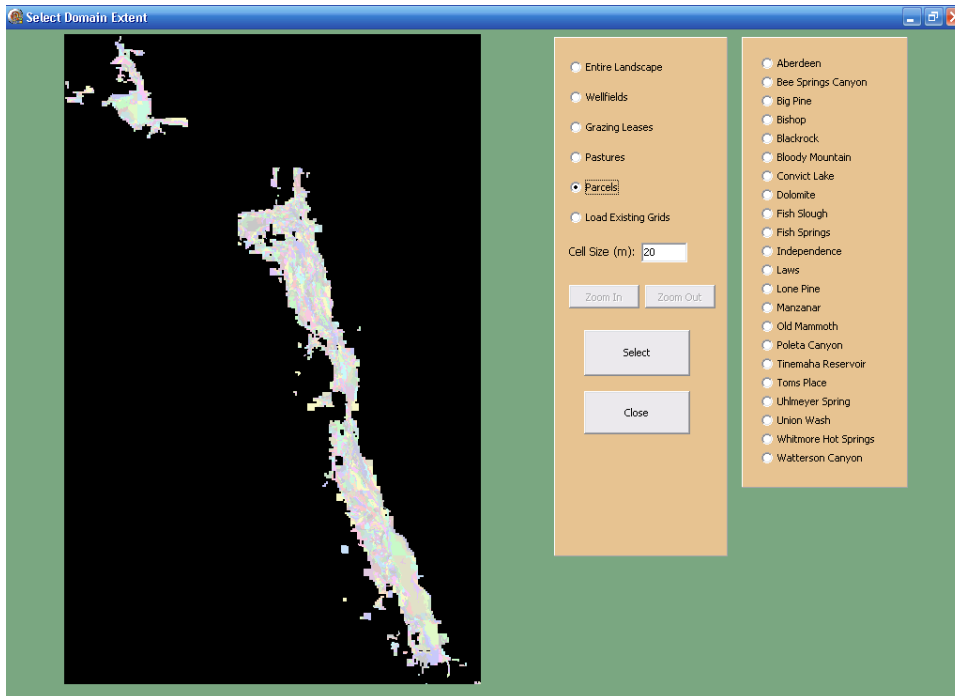 Select Domain Extent
Entire Landscape
Wellfields
Grazing Leases
Pastures
Parcels
Load Existing Grids
Cell Size (m): 20
Zoom In Zoom Out
Select
Close
Aberdeen
Bee Springs Canyon
Big Pine
Bishop
Blackrock
Bloody Mountain
Convict Lake
Dolomite
Fish Slough
Fish Springs
Independence
Laws
Lone Pine
Manzanar
Old Mammoth
Poleta Canyon
Tinemaha Reservoir
Toms Place
Uhlmeyer Spring
Union Wash
Whitmore Hot Springs
Watterson Canyon